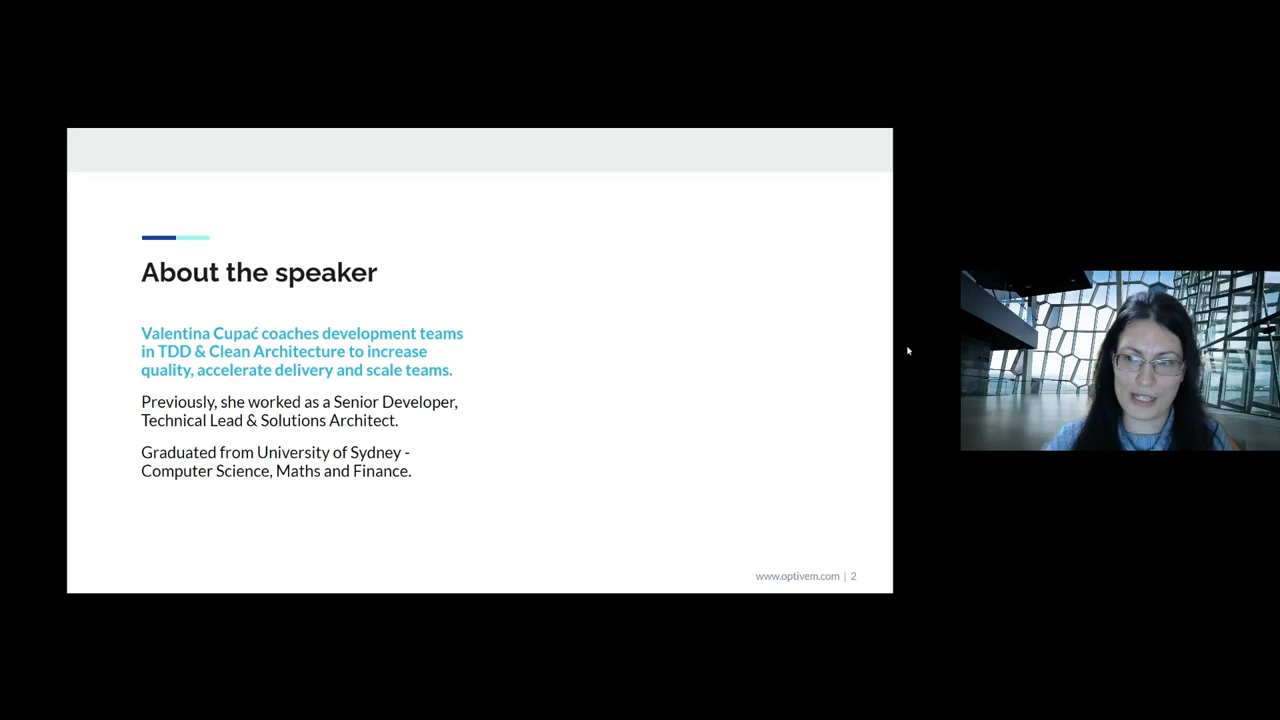 About the speaker
Valentina Cupać coaches development teams
in TDD & Clean Architecture to increase
quality, accelerate delivery and scale teams.
Previously, she worked as a Senior Developer,
Technical Lead & Solutions Architect.
Graduated from University of Sydney -
Computer Science, Maths and Finance.
www.optivem.com | 2